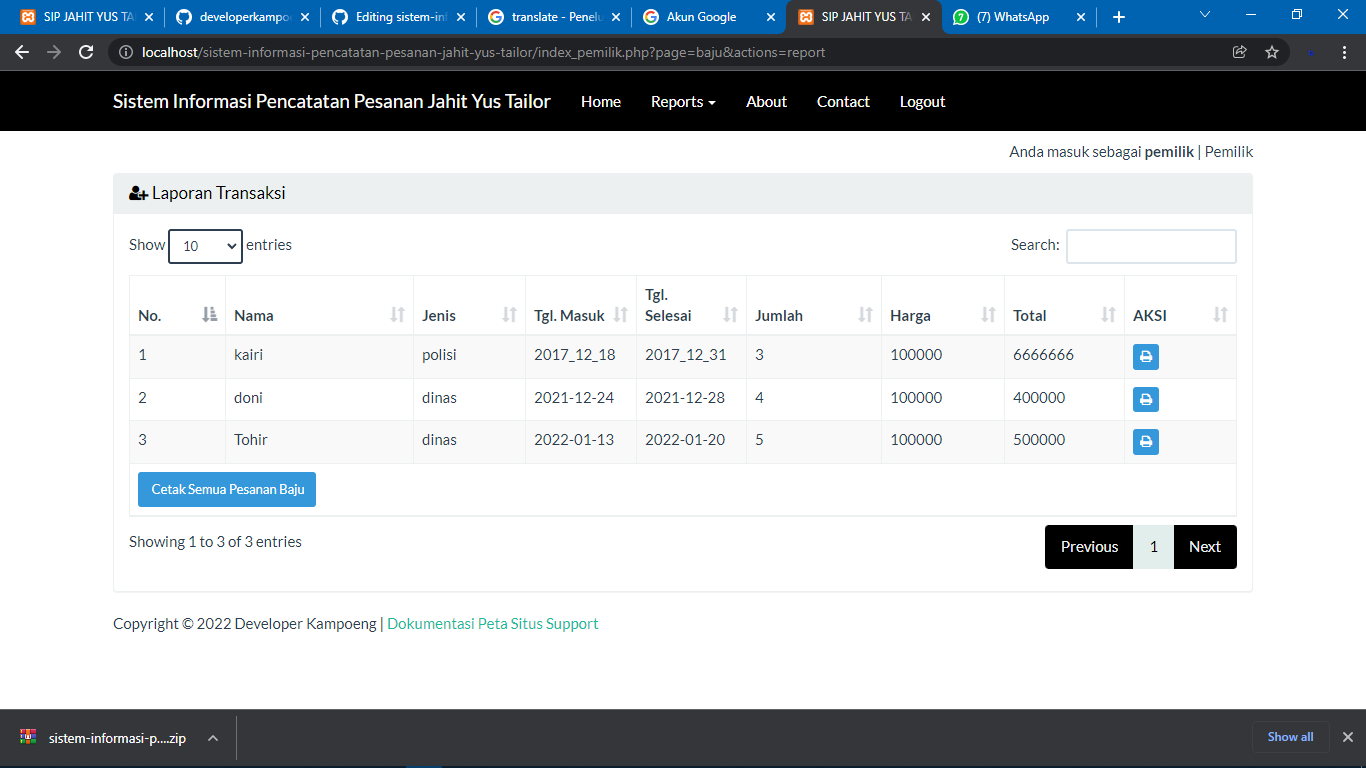 SIP JAHIT YUS TA
developerkampo
Editing sistem-inf
translate - Penelu
Akun Google
SIP JAHIT YUS TA
(7) WhatsApp
localhost/sistem-informasi-pencatatan-pesanan-jahit-yus-tailor/index_pemilik.php?page=baju&actions=report
Sistem Informasi Pencatatan Pesanan Jahit Yus Tailor Home Reports About Contact Logout
Anda masuk sebagai pemilik | Pemilik
Laporan Transaksi
Show 10 entries Search:
No. Nama Jenis Tgl. Masuk Tgl. Selesai Jumlah Harga Total AKSI
1 kairi polisi 2017_12_18 2017_12_31 3 100000 6666666
2 doni dinas 2021-12-24 2021-12-28 4 100000 400000
3 Tohir dinas 2022-01-13 2022-01-20 5 100000 500000
Cetak Semua Pesanan Baju
Showing 1 to 3 of 3 entries Previous 1 Next
Copyright © 2022 Developer Kampoeng | Dokumentasi Peta Situs Support
sistem-informasi-p....zip Show all